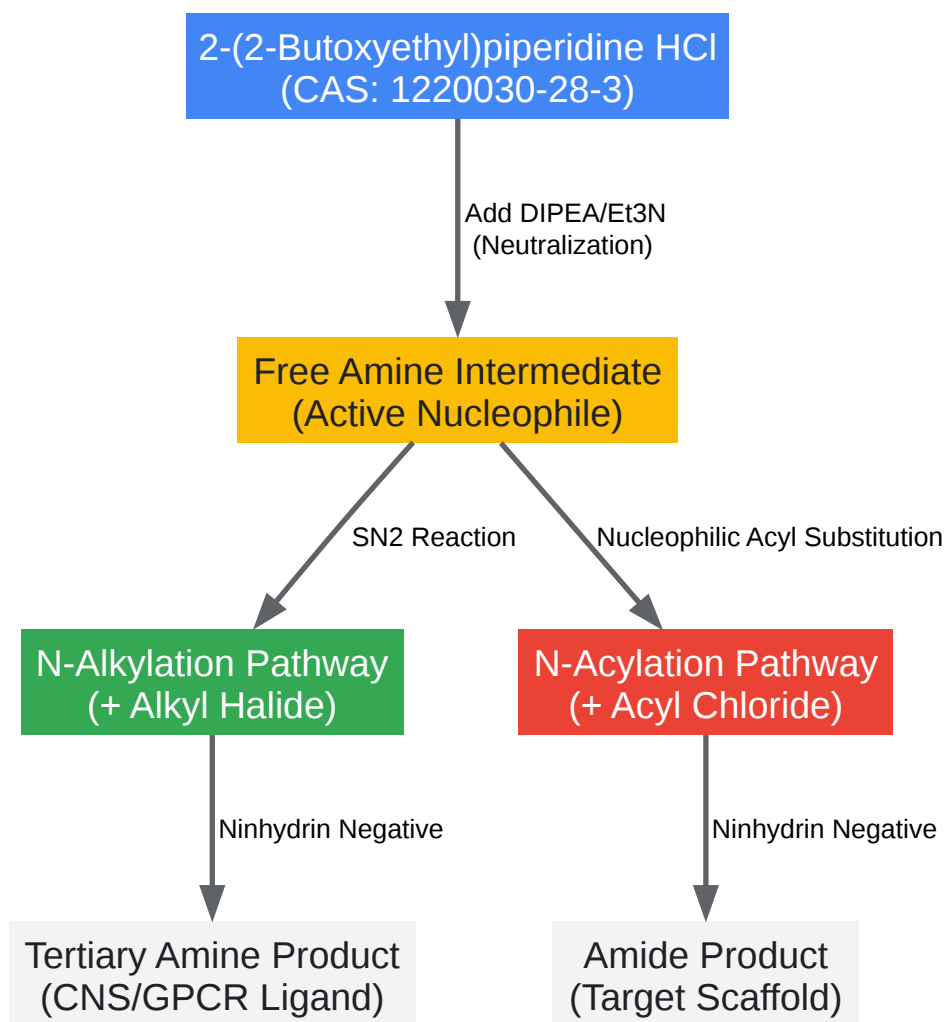 2-(2-Butoxyethyl)piperidine HCl
(CAS: 1220030-28-3)
Add DIPEA/Et3N
(Neutralization)
Free Amine Intermediate
(Active Nucleophile)
SN2 Reaction
Nucleophilic Acyl Substitution
N-Alkylation Pathway
(+ Alkyl Halide)
N-Acylation Pathway
(+ Acyl Chloride)
Ninhydrin Negative
Ninhydrin Negative
Tertiary Amine Product
(CNS/GPCR Ligand)
Amide Product
(Target Scaffold)